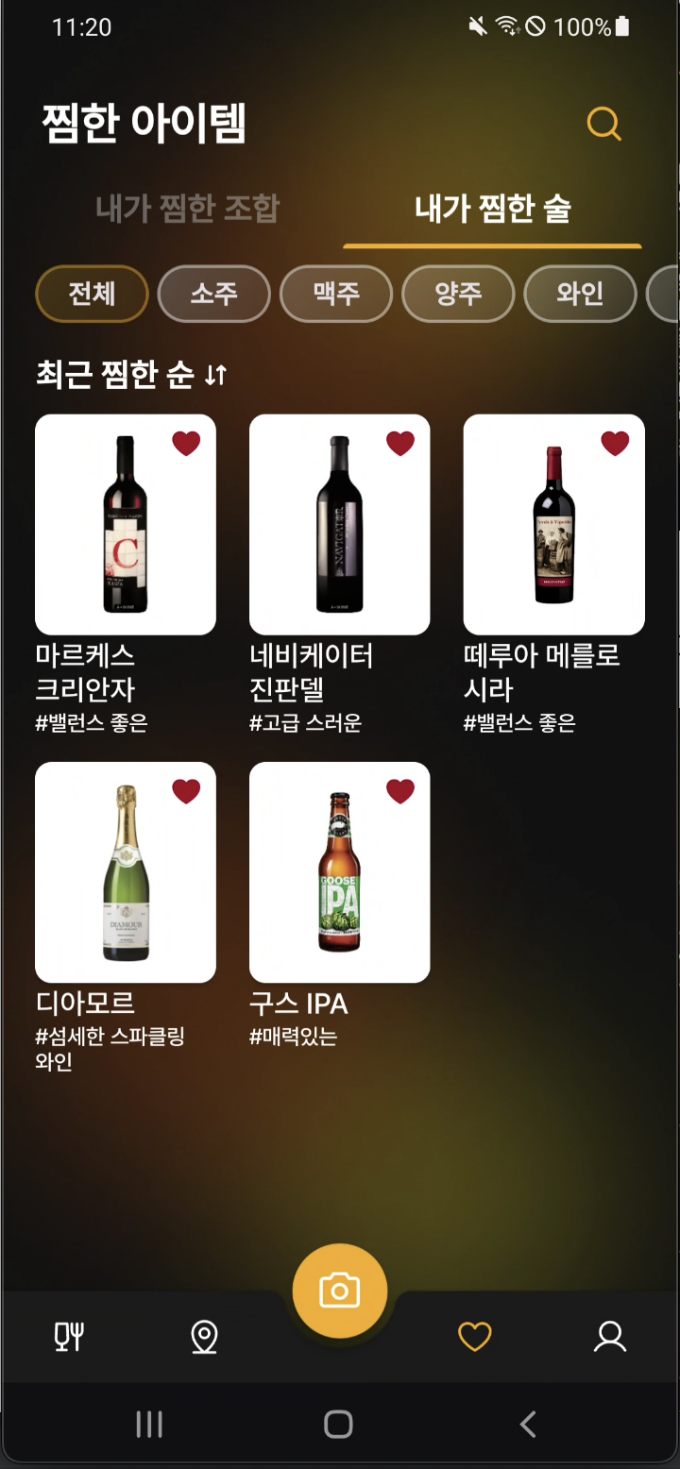 11:20
100%
찜한 아이템
내가 찜한 조합
내가 찜한 술
전체
소주
맥주
양주
와인
최근 찜한 순
C
NAVIGATOR
마르케스
크리안자
네비케이터
진판델
떼루아 메를로
시라
#밸런스 좋은
#고급 스러운
#밸런스 좋은
DIAMOUR
GOOSE
IPA
디아모르
구스 IPA
#섬세한 스파클링
와인
#매력있는